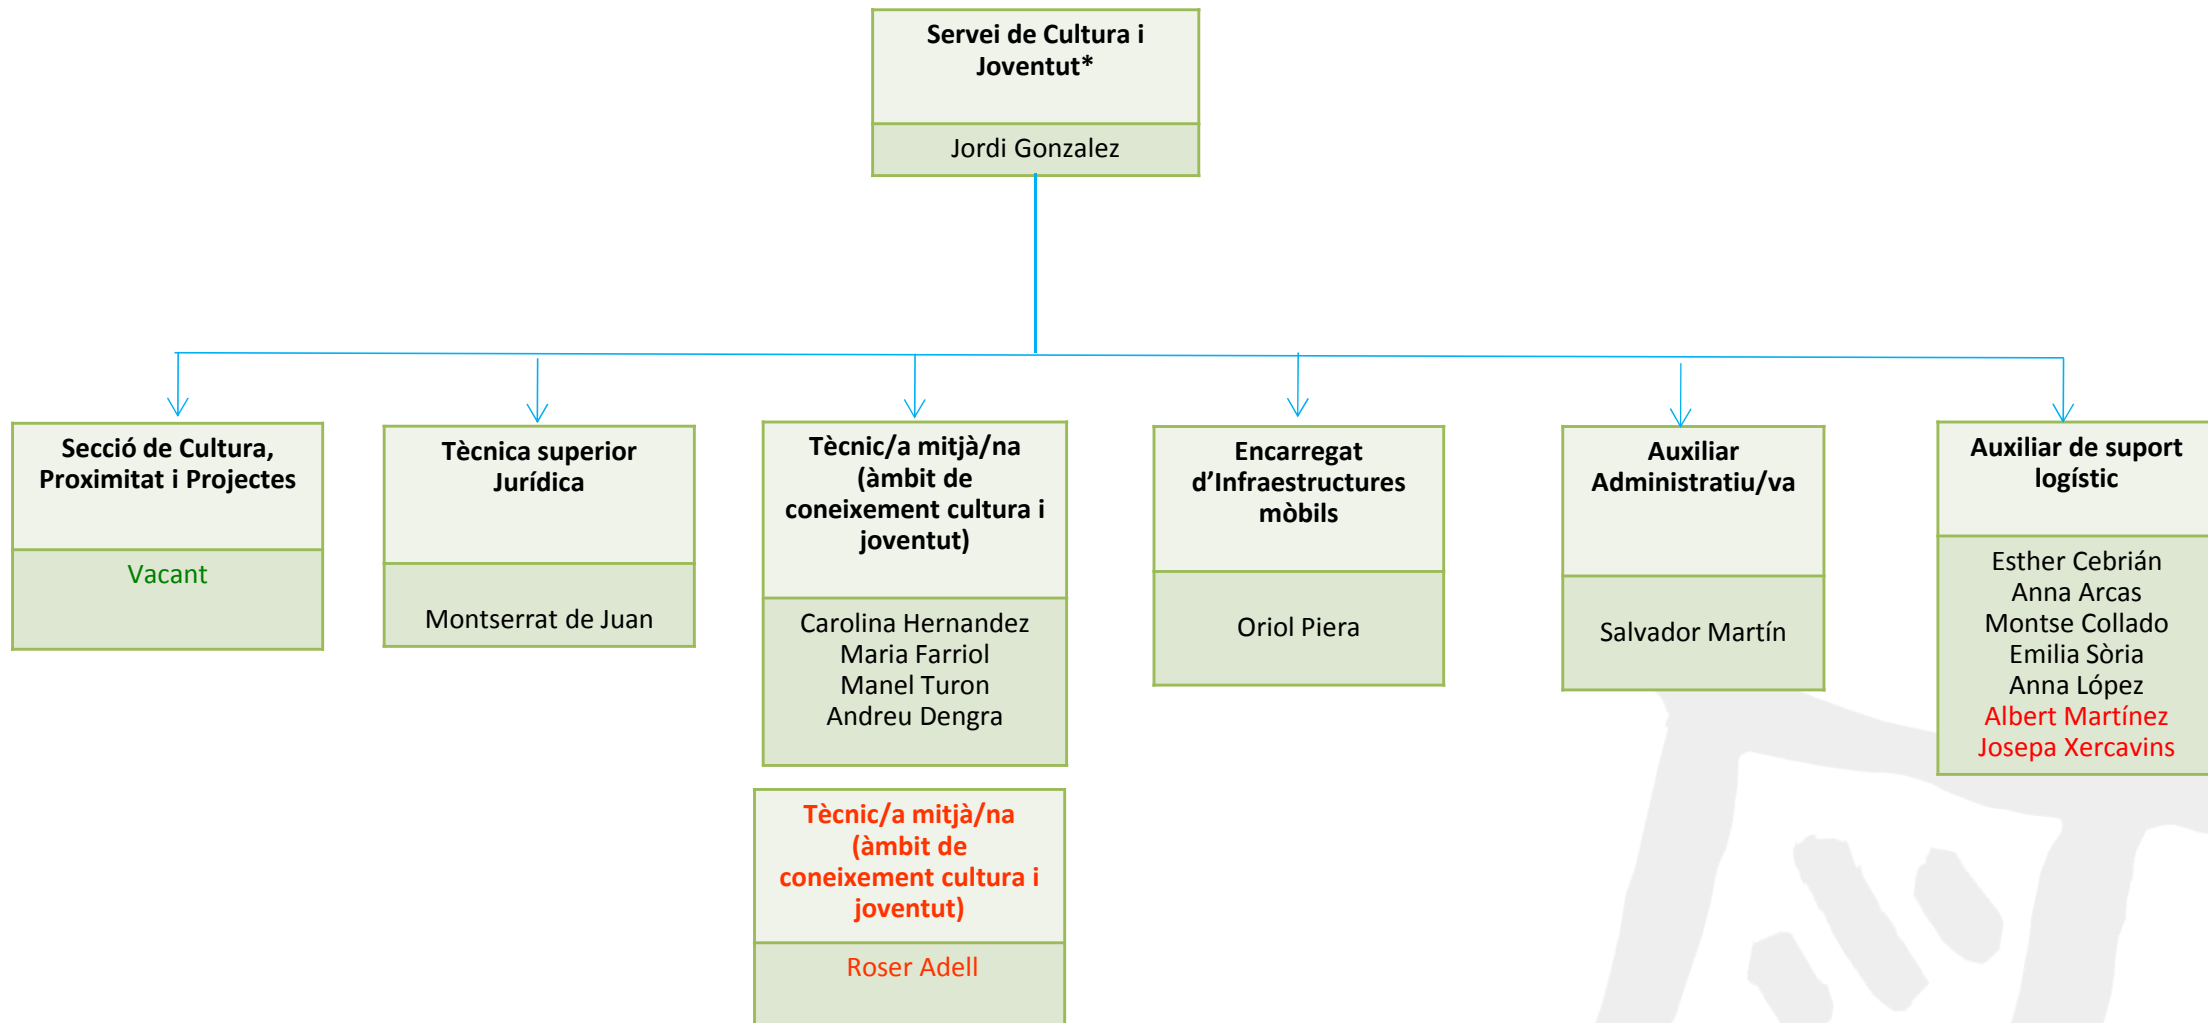 Servei de Cultura i
Joventut*
Jordi Gonzalez
Secció de Cultura,
Proximitat i Projectes
Vacant
Tècnica superior
Jurídica
Montserrat de Juan
Tècnic/a mitjà/na
(àmbit de
coneixement cultura i
joventut)
Carolina Hernandez
Maria Farriol
Manel Turon
Andreu Dengra
Tècnic/a mitjà/na
(àmbit de
coneixement cultura i
joventut)
Roser Adell
Encarregat
d’Infraestructures
mòbils
Oriol Piera
Auxiliar
Administratiu/va
Salvador Martín
Auxiliar de suport
logístic
Esther Cebrián
Anna Arcas
Montse Collado
Emilia Sòria
Anna López
Albert Martínez
Josepa Xercavins